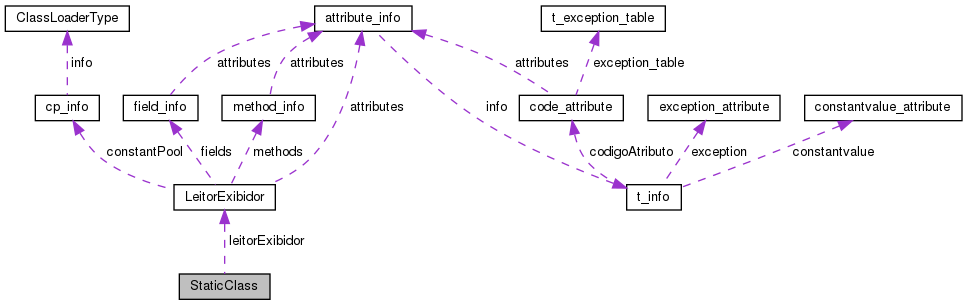 ClassLoaderType
attribute_info
t_exception_table
info
attributes
attributes
attributes
exception_table
cp_info
field_info
method_info
attributes
info
code_attribute
exception_attribute
constantvalue_attribute
constantPool
fields
methods
codigoAtributo
exception
constantvalue
LeitorExibidor
t_info
leitorExibidor
StaticClass